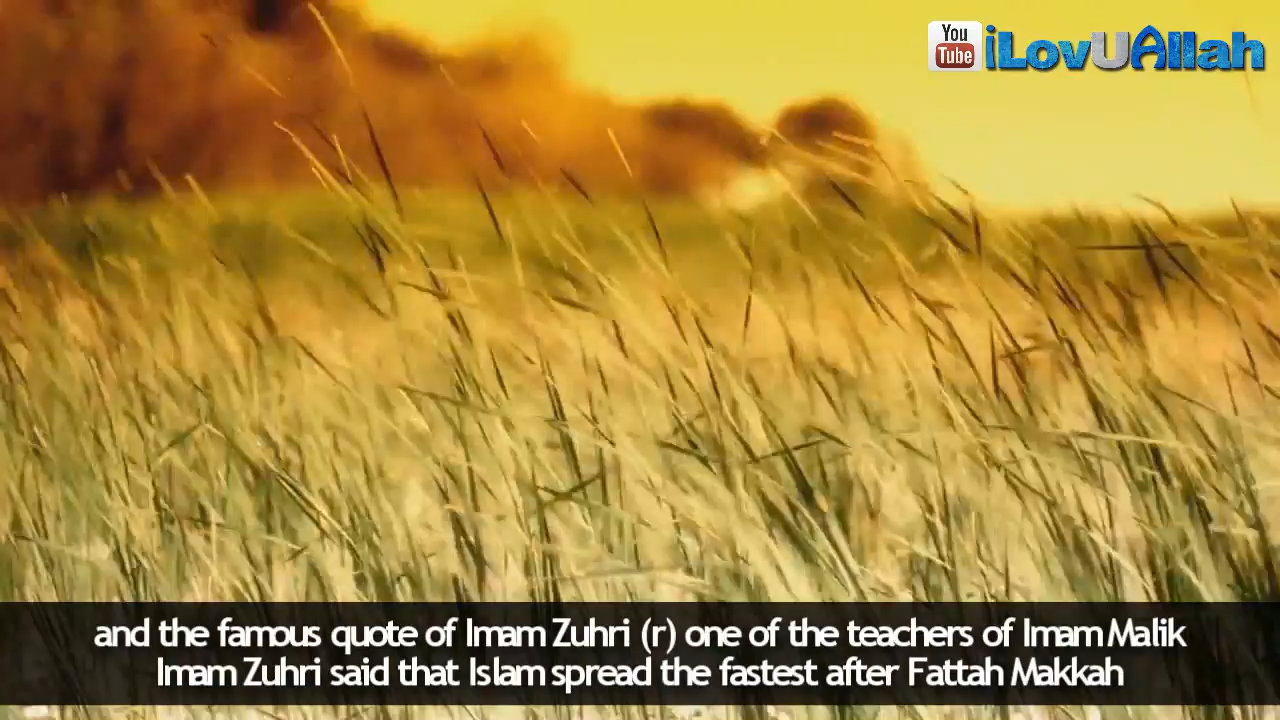 You
Tube
iLovUAllah
and the famous quote of Imam Zuhri (r) one of the teachers of Imam Malik
Imam Zuhri said that Islam spread the fastest after Fattah Makkah